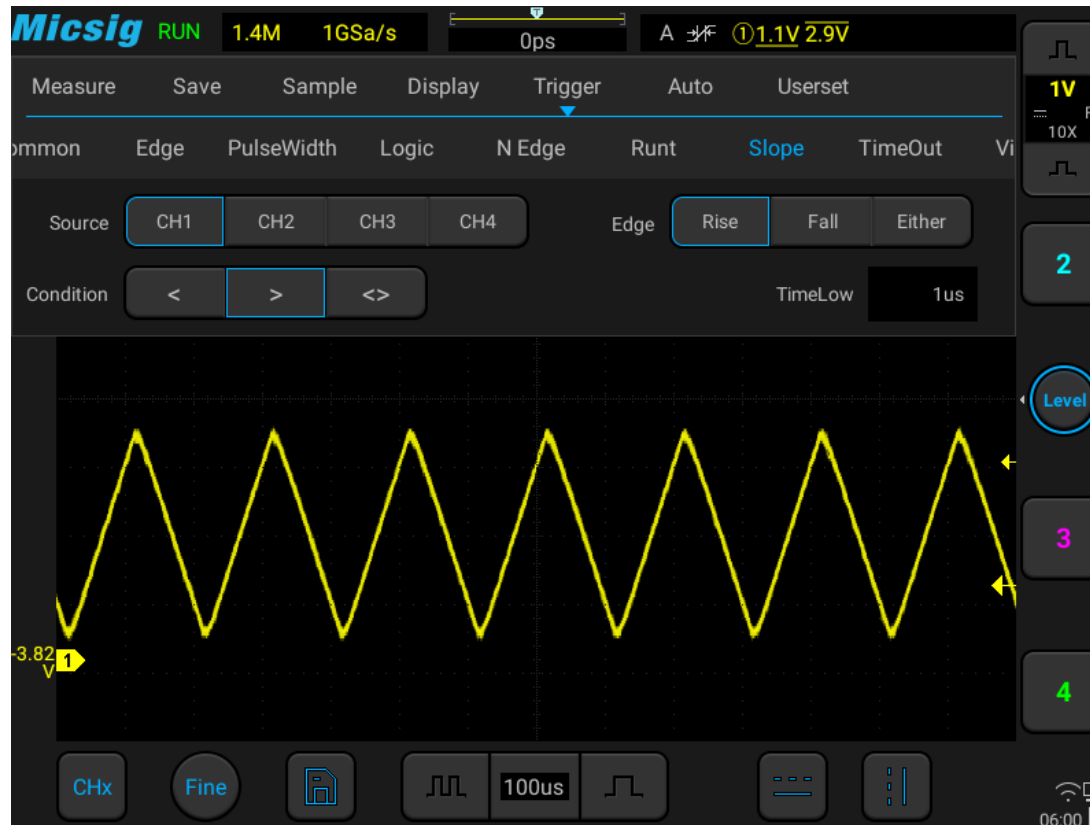 Micsig RUN 1.4M 1GSa/s T 0ps A ①1.1V 2.9V
Measure Save Sample Display Trigger Auto Userset
1V
10X
ommon Edge PulseWidth Logic N Edge Runt Slope TimeOut Vi
Source CH1 CH2 CH3 CH4 Edge Rise Fall Either
Condition < > <> TimeLow 1us
2
Level
3
-3.82 1
V
4
CHx Fine 100us
06:00